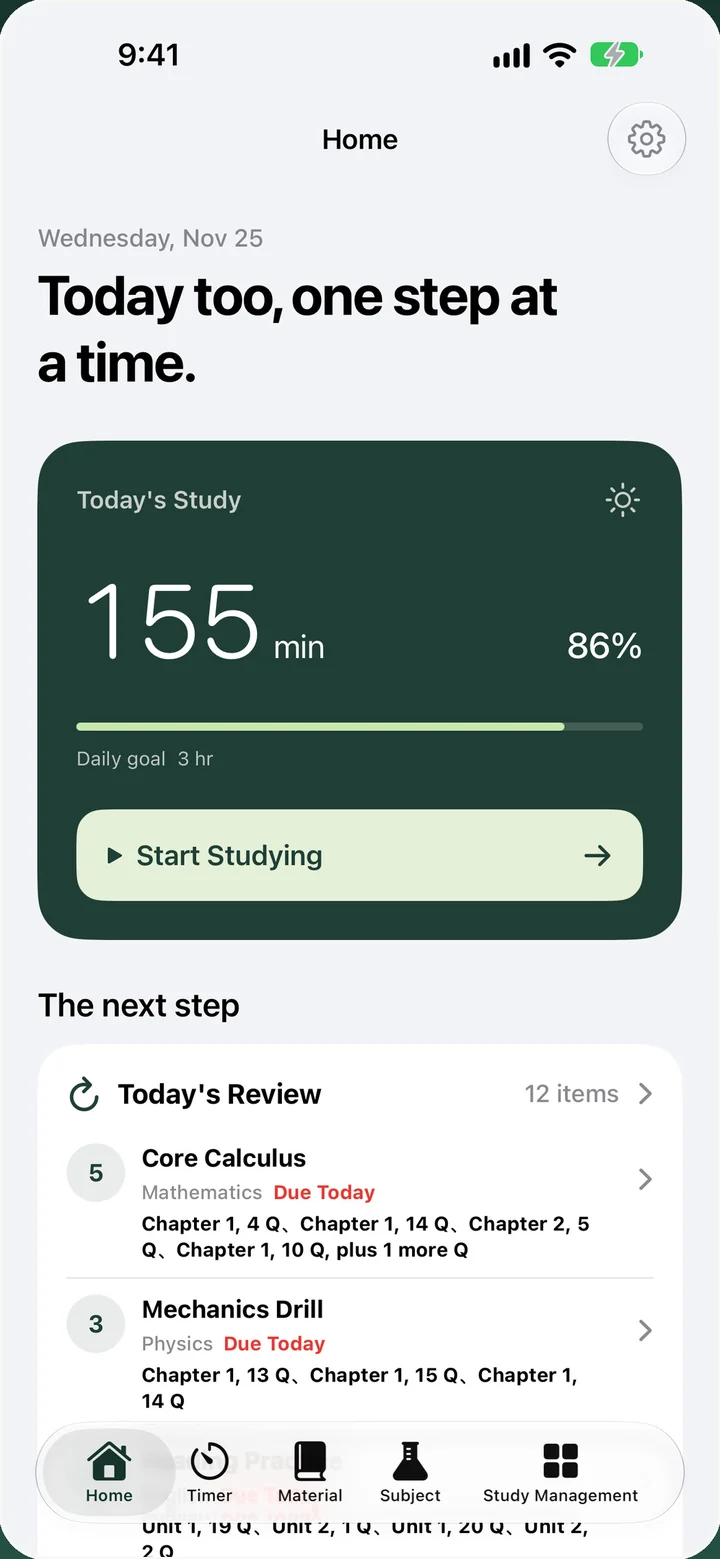 9:41
Home
Wednesday, Nov 25
Today too, one step at
a time.
Today's Study
155 min
86%
Daily goal 3 hr
Start Studying
The next step
Today's Review
12 items
5
Core Calculus
Mathematics Due Today
Chapter 1, 4 Q、Chapter 1, 14 Q、Chapter 2, 5
Q、Chapter 1, 10 Q, plus 1 more Q
3
Mechanics Drill
Physics Due Today
Chapter 1, 13 Q、Chapter 1, 15 Q、Chapter 1,
14 Q
Home
Timer
Material
Subject
Study Management
Unit 1, 19 Q、Unit 2, 1 Q、Unit 1, 20 Q、Unit 2,
2 Q